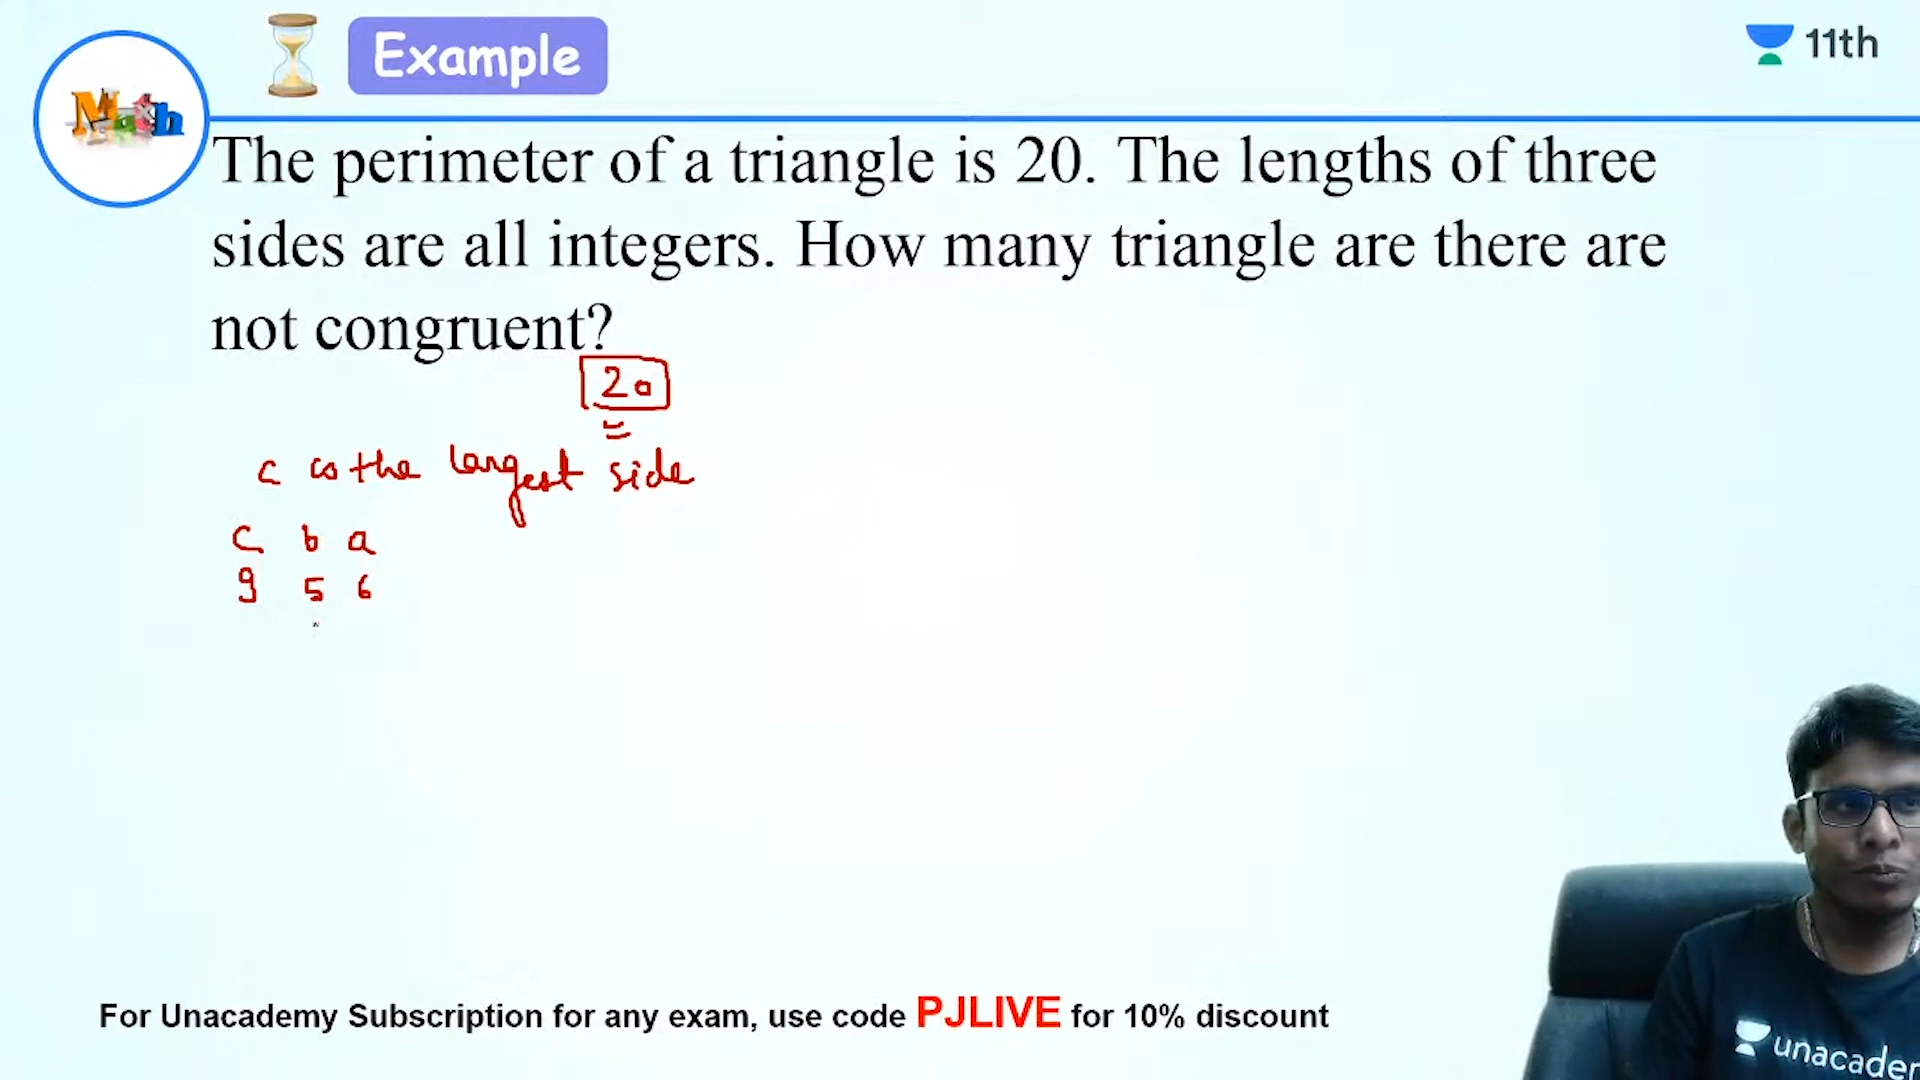 Example
11th
Math
The perimeter of a triangle is 20. The lengths of three
sides are all integers. How many triangle are there are
not congruent?
20
c is the largest side
c b a
9 5 6
For Unacademy Subscription for any exam, use code PJLIVE for 10% discount
unacadem